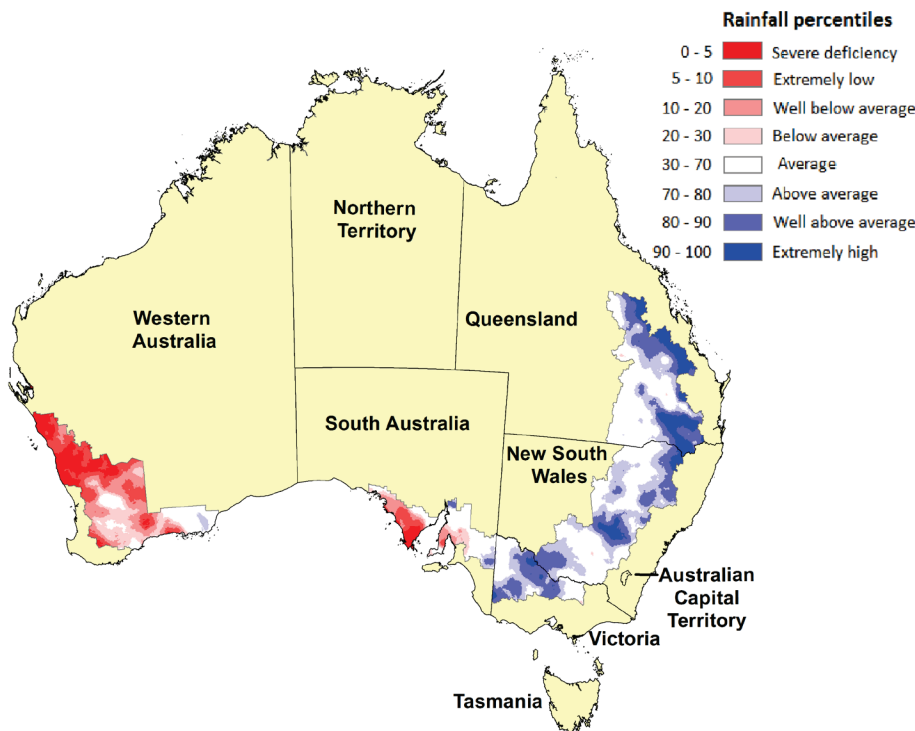 Rainfall percentiles
0 - 5 Severe deficiency
5 - 10 Extremely low
10 - 20 Well below average
20 - 30 Below average
30 - 70 Average
70 - 80 Above average
80 - 90 Well above average
90 - 100 Extremely high
Northern
Territory
Western
Australia
Queensland
South Australia
New South
Wales
Australian
Capital
Territory
Victoria
Tasmania